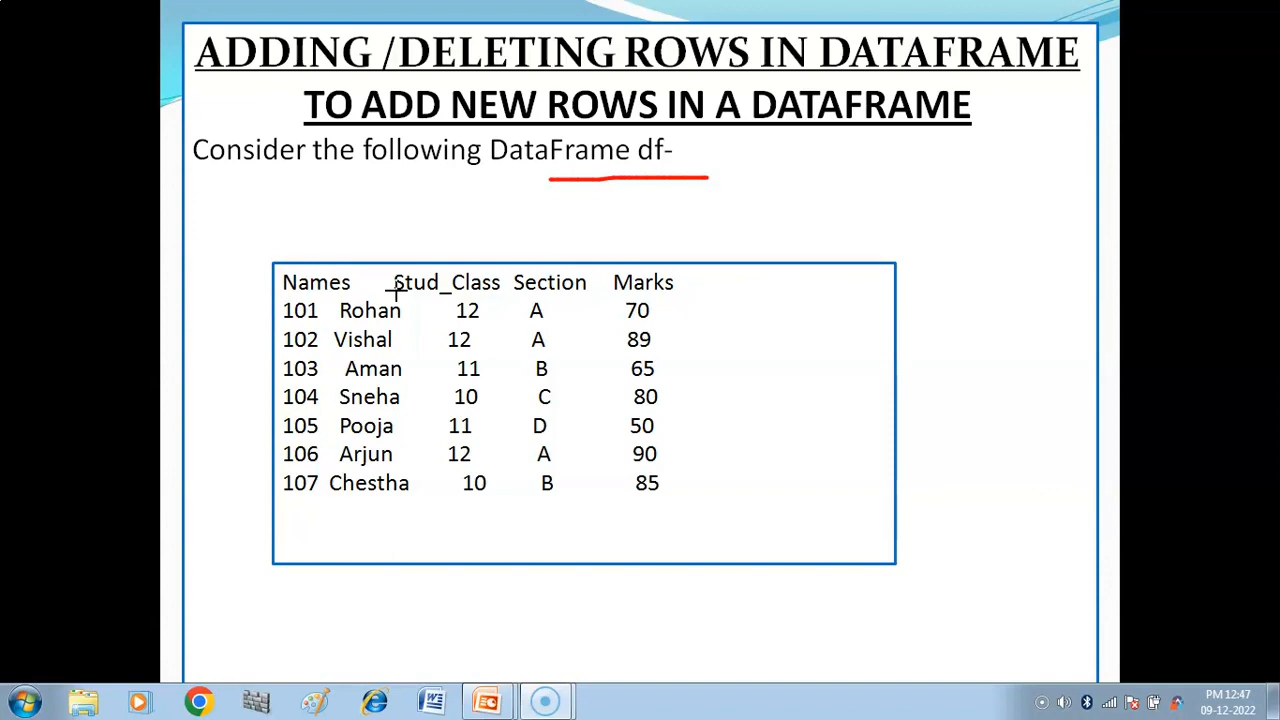 ADDING /DELETING ROWS IN DATAFRAME
TO ADD NEW ROWS IN A DATAFRAME
Consider the following DataFrame df-
Names Stud_Class Section Marks
101 Rohan 12 A 70
102 Vishal 12 A 89
103 Aman 11 B 65
104 Sneha 10 C 80
105 Pooja 11 D 50
106 Arjun 12 A 90
107 Chestha 10 B 85
PM 12:47
09-12-2022